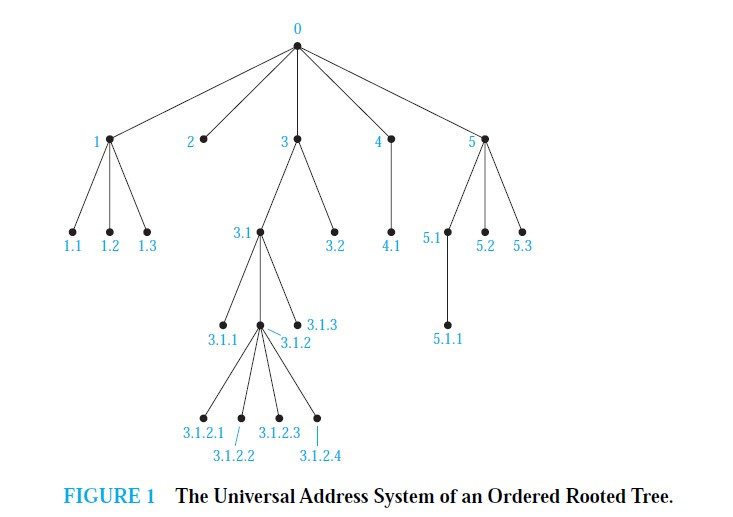 0
1 2 3 4 5
1.1 1.2 1.3 3.1 3.2 4.1 5.1 5.2 5.3
3.1.1 3.1.2 3.1.3 5.1.1
3.1.2.1 3.1.2.2 3.1.2.3 3.1.2.4
FIGURE 1 The Universal Address System of an Ordered Rooted Tree.